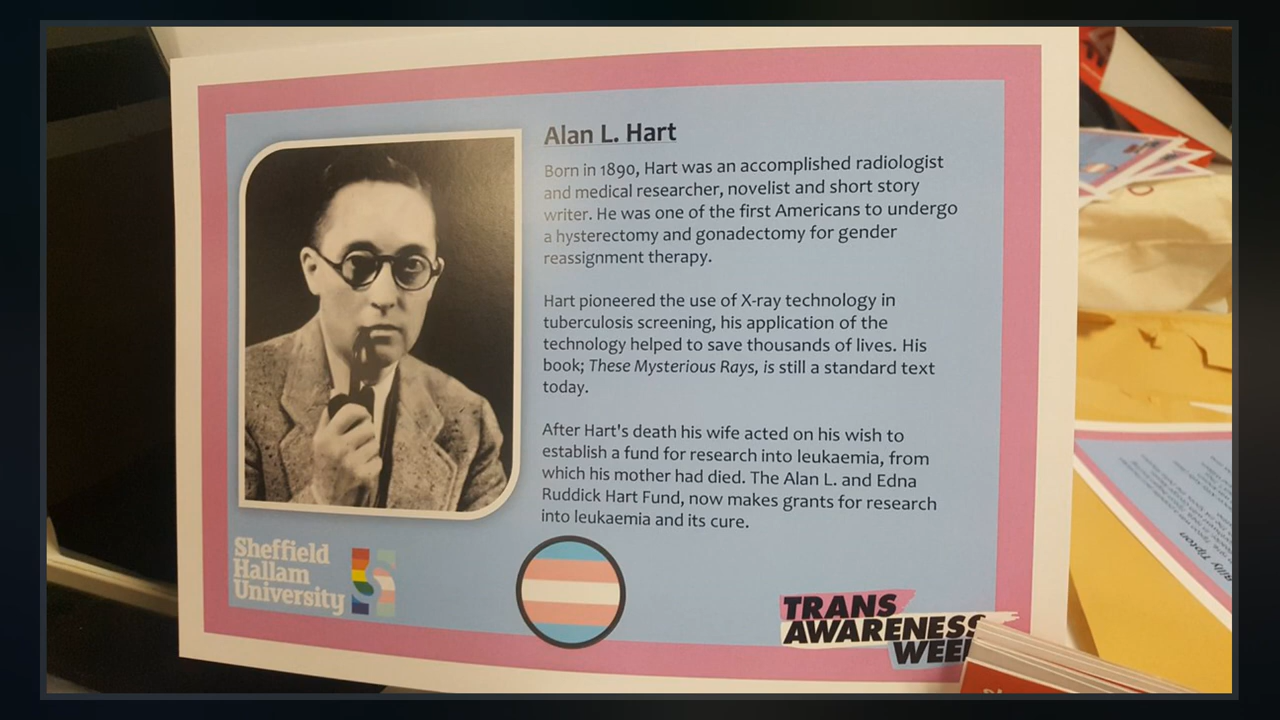 Alan L. Hart
Born in 1890, Hart was an accomplished radiologist
and medical researcher, novelist and short story
writer. He was one of the first Americans to undergo
a hysterectomy and gonadectomy for gender
reassignment therapy.
Hart pioneered the use of X-ray technology in
tuberculosis screening, his application of the
technology helped to save thousands of lives. His
book; These Mysterious Rays, is still a standard text
today.
After Hart's death his wife acted on his wish to
establish a fund for research into leukaemia, from
which his mother had died. The Alan L. and Edna
Ruddick Hart Fund, now makes grants for research
into leukaemia and its cure.
Sheffield
Hallam
University
TRANS
AWARENESS
WEEK
Tipton